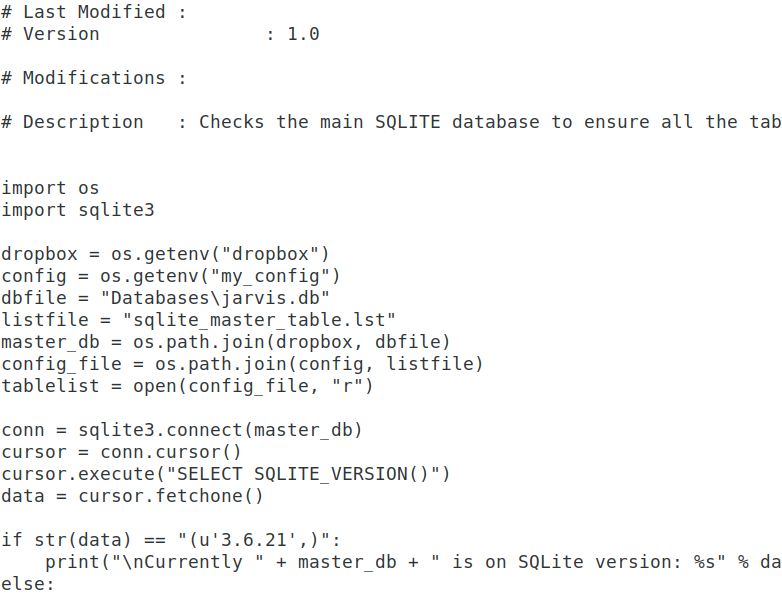 # Last Modified :
# Version               : 1.0
# Modifications :
# Description   : Checks the main SQLITE database to ensure all the tab
import os
import sqlite3
dropbox = os.getenv("dropbox")
config = os.getenv("my_config")
dbfile = "Databases\jarvis.db"
listfile = "sqlite_master_table.lst"
master_db = os.path.join(dropbox, dbfile)
config_file = os.path.join(config, listfile)
tablelist = open(config_file, "r")
conn = sqlite3.connect(master_db)
cursor = conn.cursor()
cursor.execute("SELECT SQLITE_VERSION()")
data = cursor.fetchone()
if str(data) == "(u'3.6.21',)":
    print("\nCurrently " + master_db + " is on SQLite version: %s" % da
else: